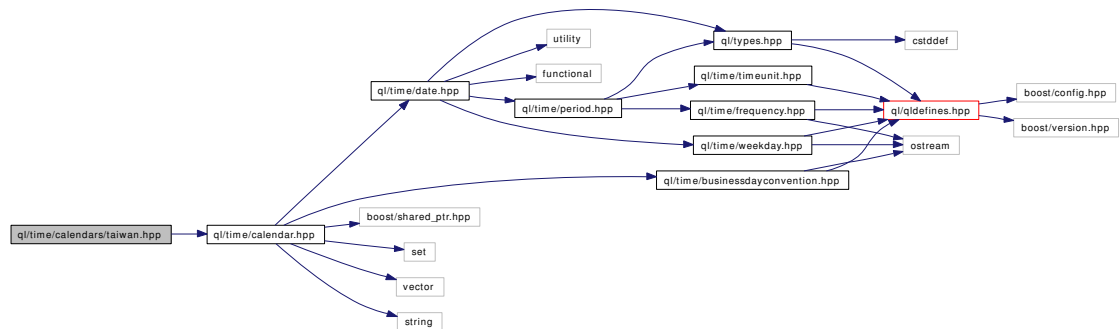 ql/types.hpp
cstddef
utility
functional
ql/time/date.hpp
ql/time/timeunit.hpp
ql/time/period.hpp
ql/time/frequency.hpp
ql/qldefines.hpp
boost/config.hpp
boost/version.hpp
ql/time/weekday.hpp
ostream
ql/time/businessdayconvention.hpp
boost/shared_ptr.hpp
ql/time/calendars/taiwan.hpp
ql/time/calendar.hpp
set
vector
string